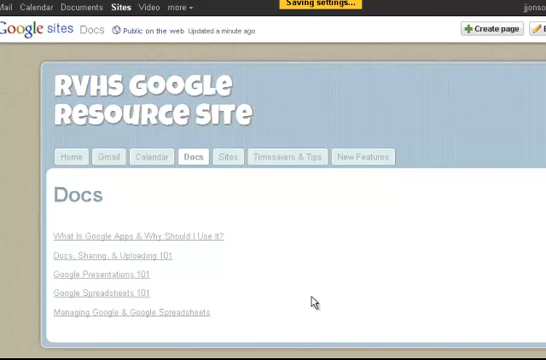 Mail Calendar Documents Sites Video more
Saving settings...
jjonso
Google sites Docs Public on the web Updated a minute ago
Create page
RVHS Google
Resource Site
Home Gmail Calendar Docs Sites Timesavers & Tips New Features
Docs
What Is Google Apps & Why Should I Use It?
Docs, Sharing, & Uploading 101
Google Presentations 101
Google Spreadsheets 101
Managing Google & Google Spreadsheets